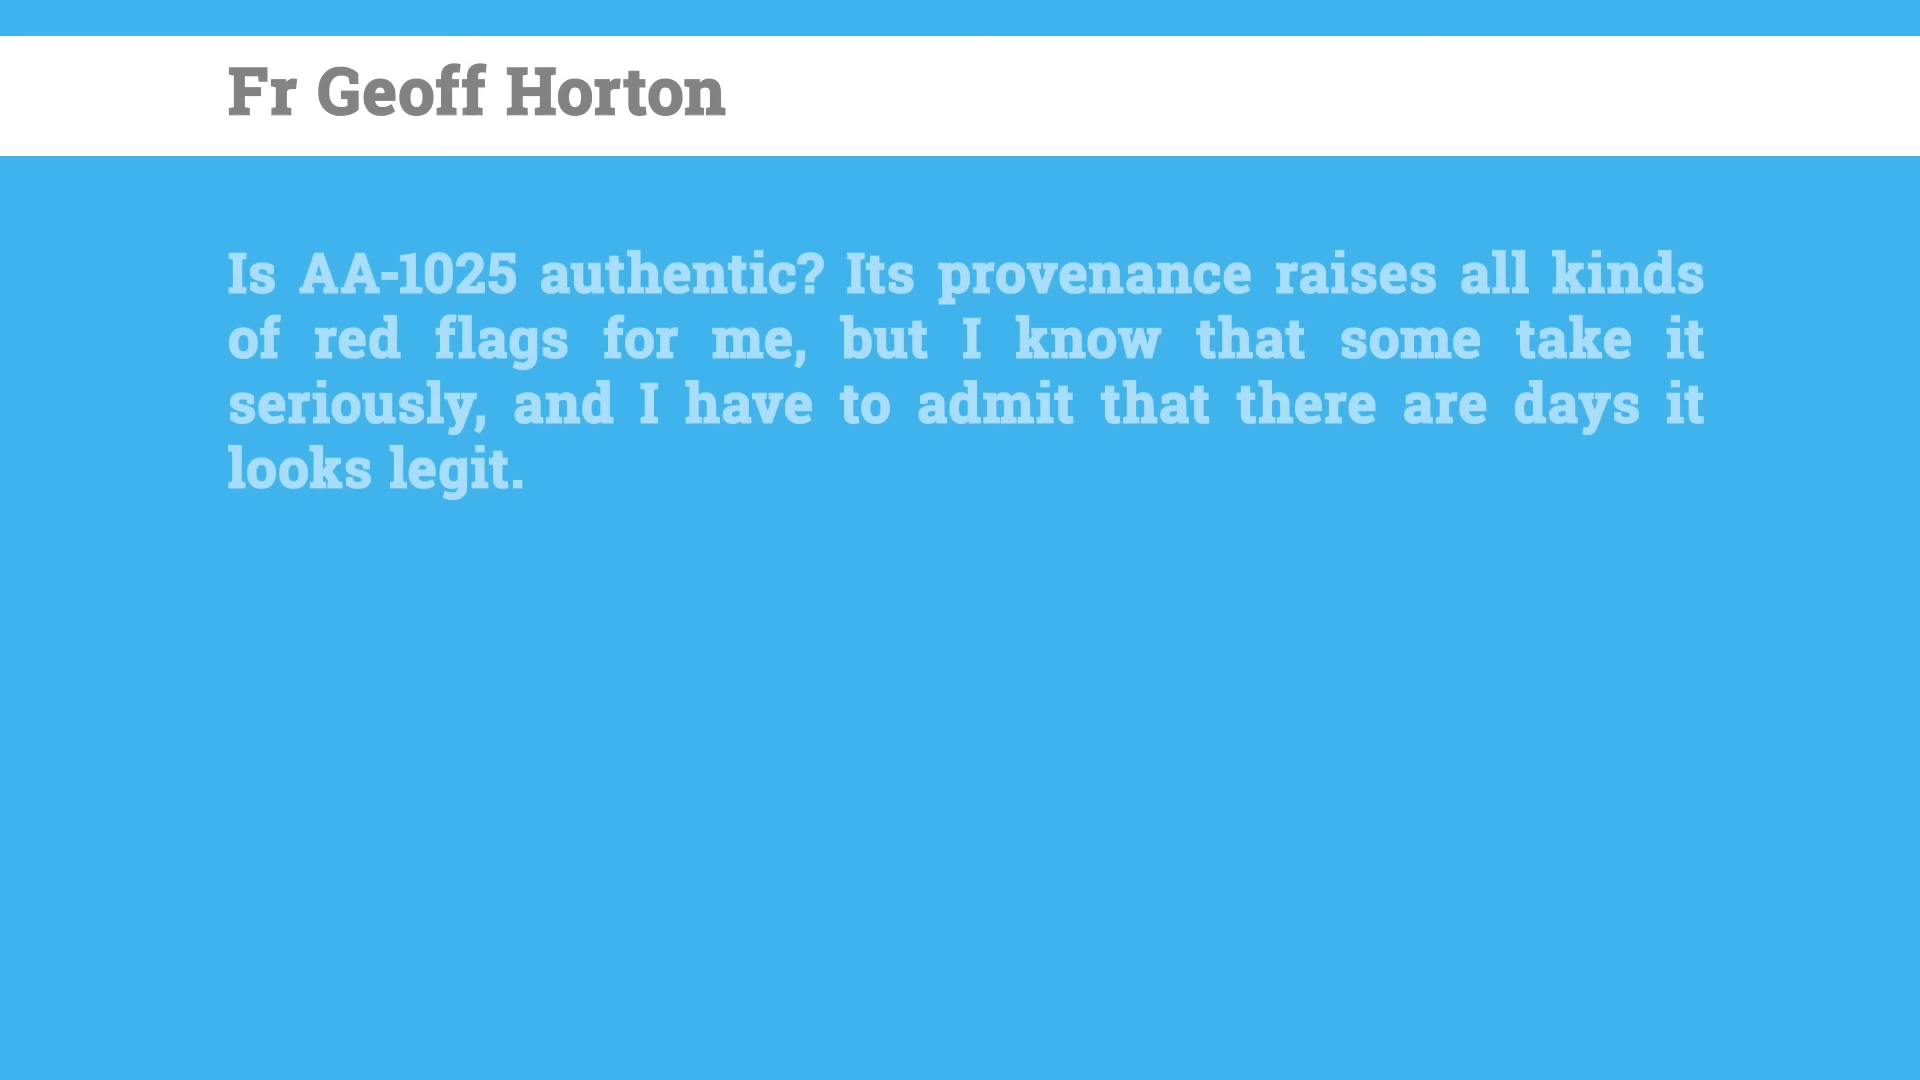 Fr Geoff Horton
Is AA-1025 authentic? Its provenance raises all kinds
of red flags for me, but I know that some take it
seriously, and I have to admit that there are days it
looks legit.